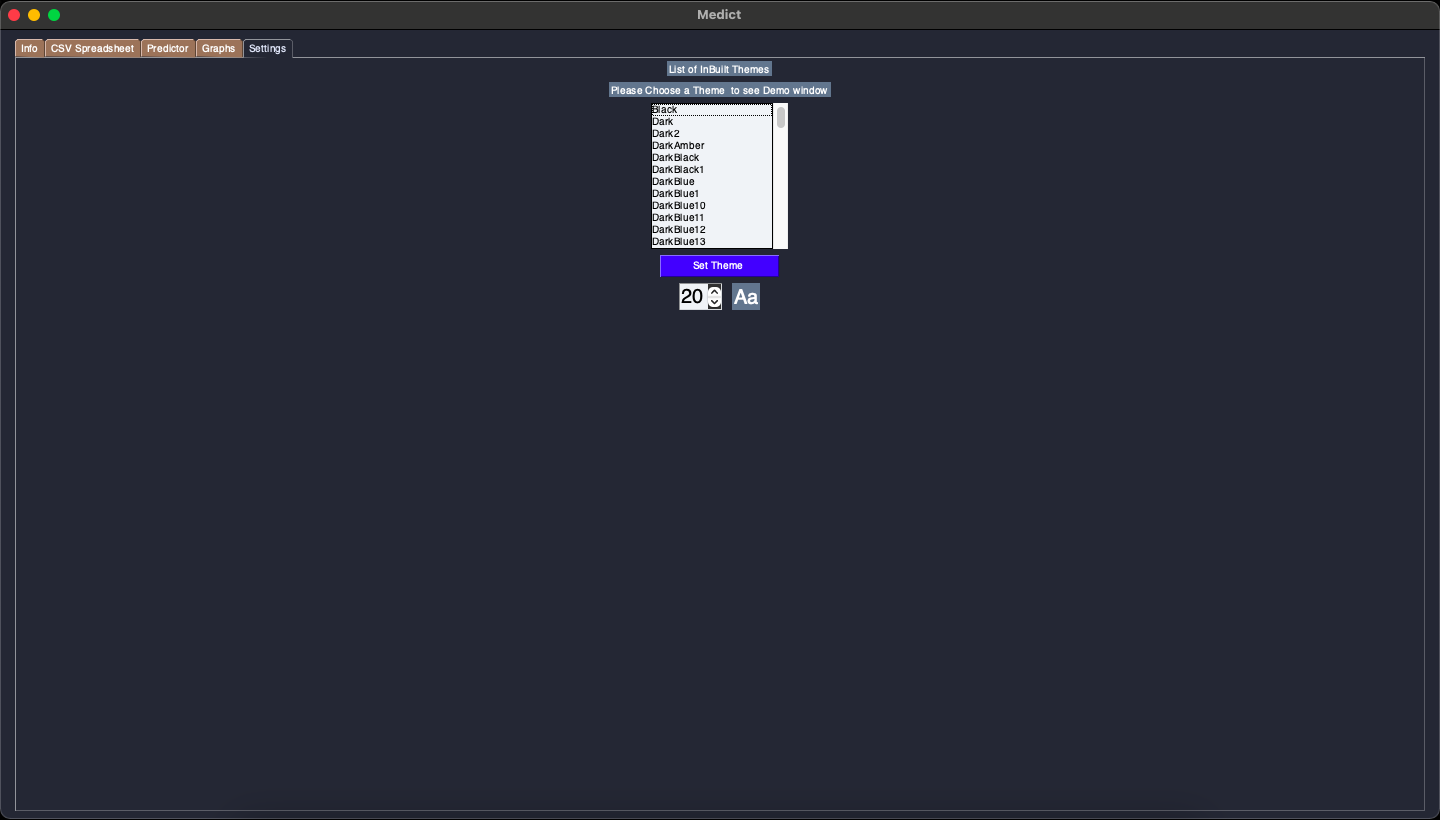 Medict
Info CSV Spreadsheet Predictor Graphs Settings
List of InBuilt Themes
Please Choose a Theme  to see Demo window
Black
Dark
Dark2
DarkAmber
DarkBlack
DarkBlack1
DarkBlue
DarkBlue1
DarkBlue10
DarkBlue11
DarkBlue12
DarkBlue13
Set Theme
20 Aa